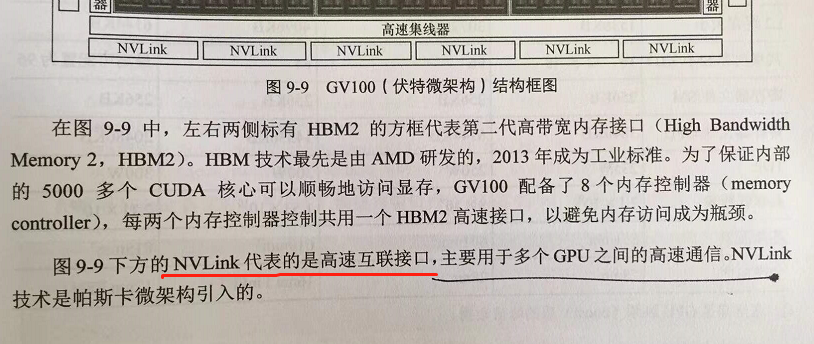 器 器
高速集线器
NVLink NVLink NVLink NVLink NVLink NVLink
图 9-9 GV100（伏特微架构）结构框图
在图 9-9 中，左右两侧标有 HBM2 的方框代表第二代高带宽内存接口（High Bandwidth
Memory 2，HBM2）。HBM 技术最先是由 AMD 研发的，2013 年成为工业标准。为了保证内部
的 5000 多个 CUDA 核心可以顺畅地访问显存，GV100 配备了 8 个内存控制器（memory
controller），每两个内存控制器控制共用一个 HBM2 高速接口，以避免内存访问成为瓶颈。
图 9-9 下方的 NVLink 代表的是高速互联接口，主要用于多个 GPU 之间的高速通信。NVLink
技术是帕斯卡微架构引入的。